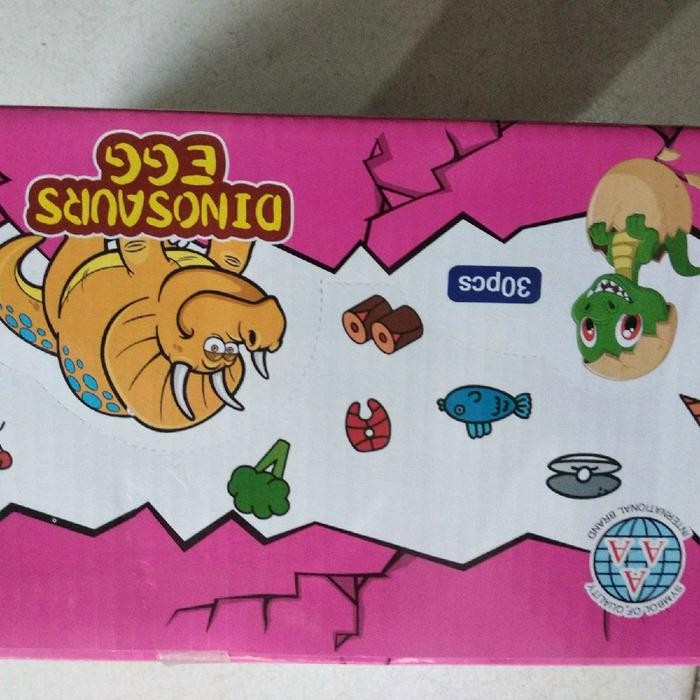 DINOSAURS
EGG
30pcs
SYMBOL OF QUALITY
AAA
INTERNATIONAL BRAND